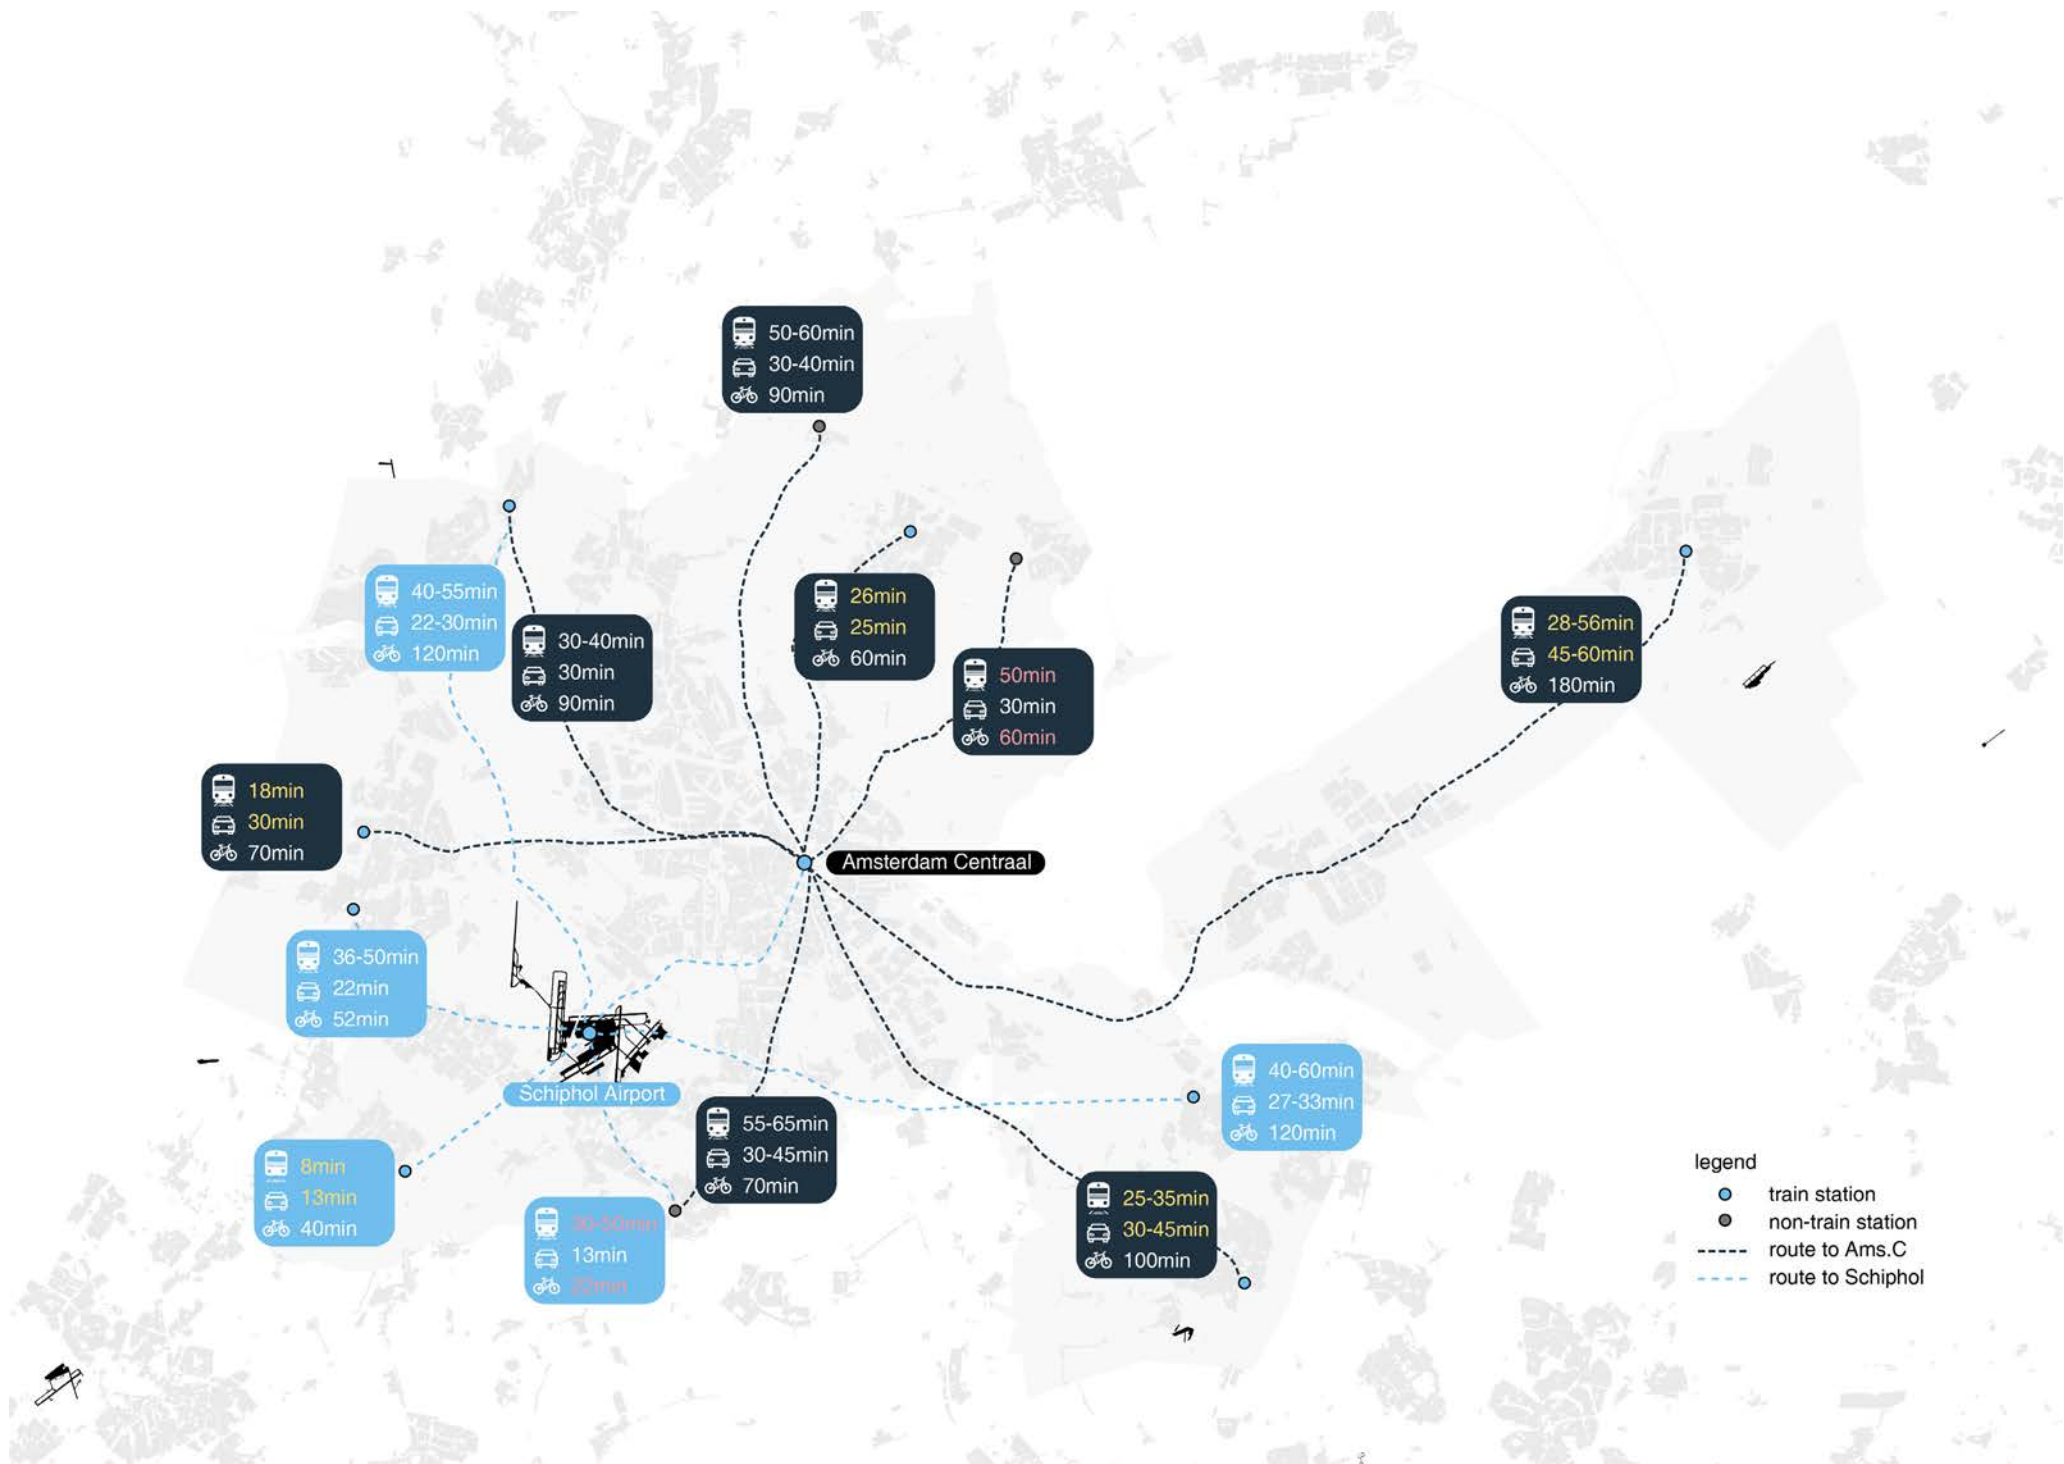 50-60min
30-40min
90min
40-55min
22-30min
120min
30-40min
30min
90min
26min
25min
60min
50min
30min
60min
28-56min
45-60min
180min
18min
30min
70min
Amsterdam Centraal
36-50min
22min
52min
Schiphol Airport
40-60min
27-33min
120min
55-65min
30-45min
70min
8min
13min
40min
30-50min
13min
22min
25-35min
30-45min
100min
legend
train station
non-train station
route to Ams.C
route to Schiphol